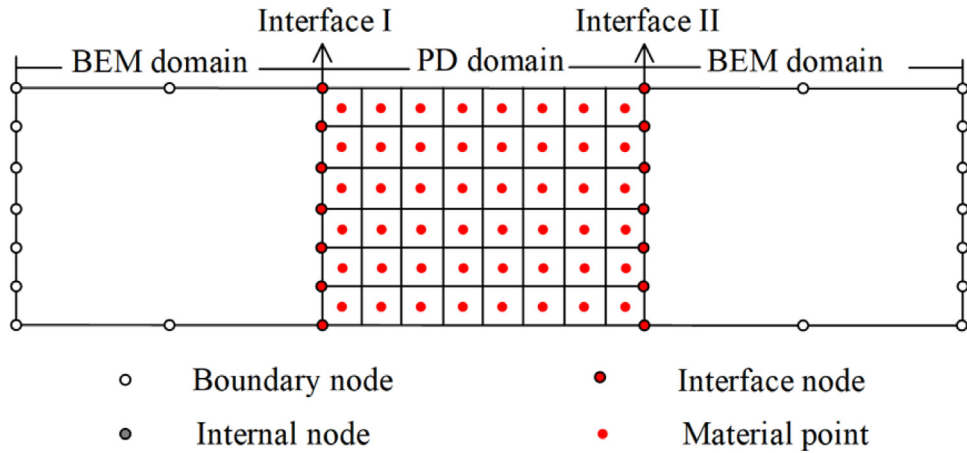 Interface I
Interface II
BEM domain
PD domain
BEM domain
Boundary node
Interface node
Internal node
Material point